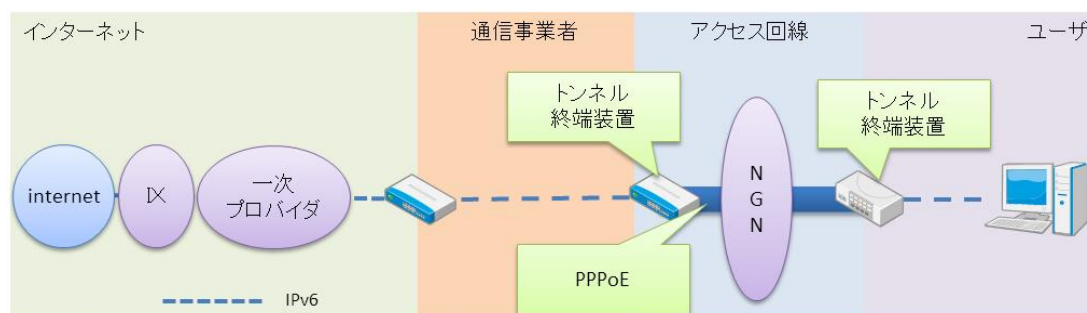 インターネット
通信事業者
アクセス回線
ユーザ
トンネル
終端装置
トンネル
終端装置
internet
IX
一次
プロバイダ
N
G
N
PPPoE
IPv6